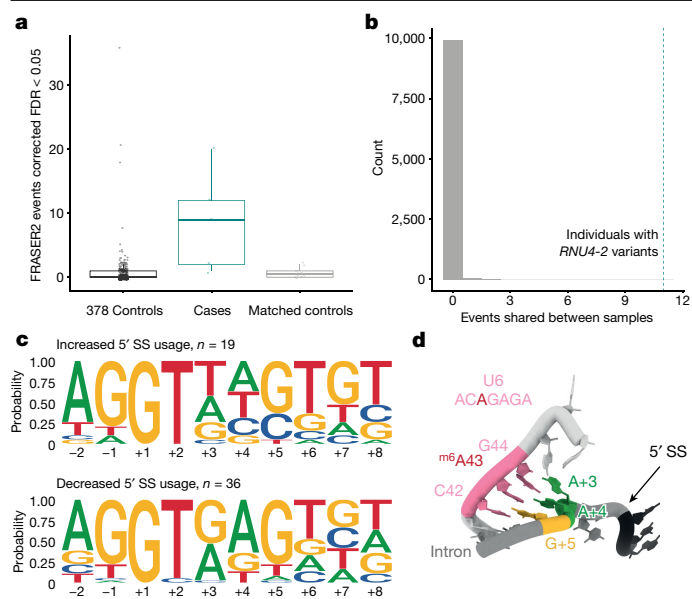 a
FRASER2 events corrected FDR < 0.05
30
20
10
0
378 Controls
Cases
Matched controls
b
Count
10,000
7,500
5,000
2,500
0
Individuals with
RNU4-2 variants
0
3
6
9
12
Events shared between samples
c
Increased 5′ SS usage, n = 19
Probability
1.00
0.75
0.50
0.25
0
−2
−1
+1
+2
+3
+4
+5
+6
+7
+8
Decreased 5′ SS usage, n = 36
Probability
1.00
0.75
0.50
0.25
0
−2
−1
+1
+2
+3
+4
+5
+6
+7
+8
d
U6
ACAGAGA
G44
m6A43
C42
5′ SS
A+3
A+4
G+5
Intron